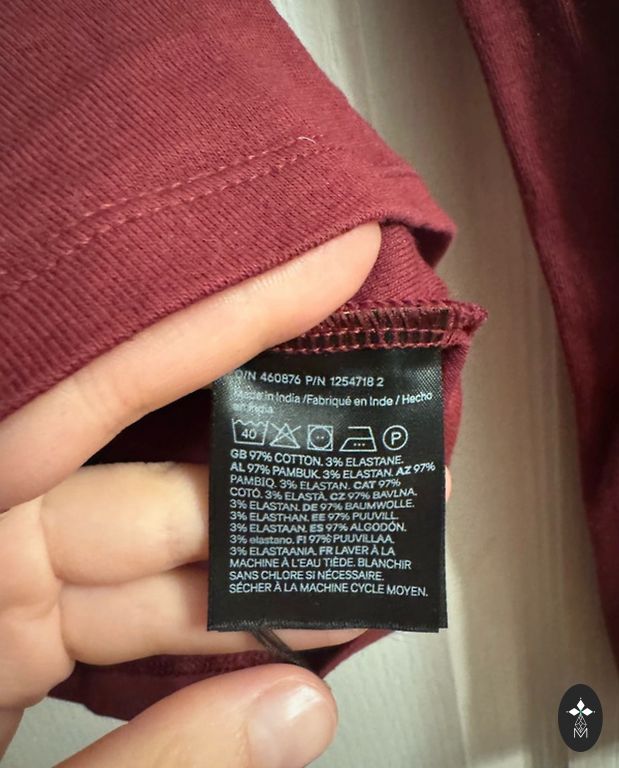 O/N 460876 P/N 1254718 2
Made in India /Fabriqué en Inde / Hecho
en India
40 P
GB 97% COTTON. 3% ELASTANE.
AL 97% PAMBUK. 3% ELASTAN. AZ 97%
PAMBIQ. 3% ELASTAN. CAT 97%
COTÓ. 3% ELASTÀ. CZ 97% BAVLNA.
3% ELASTAN. DE 97% BAUMWOLLE.
3% ELASTHAN. EE 97% PUUVILL.
3% ELASTAAN. ES 97% ALGODÓN.
3% elastano. FI 97% PUUVILLAA
3% ELASTAANIA. FR LAVER À LA
MACHINE À L'EAU TIÈDE. BLANCHIR
SANS CHLORE SI NÉCESSAIRE.
SÉCHER À LA MACHINE CYCLE MOYEN.
M